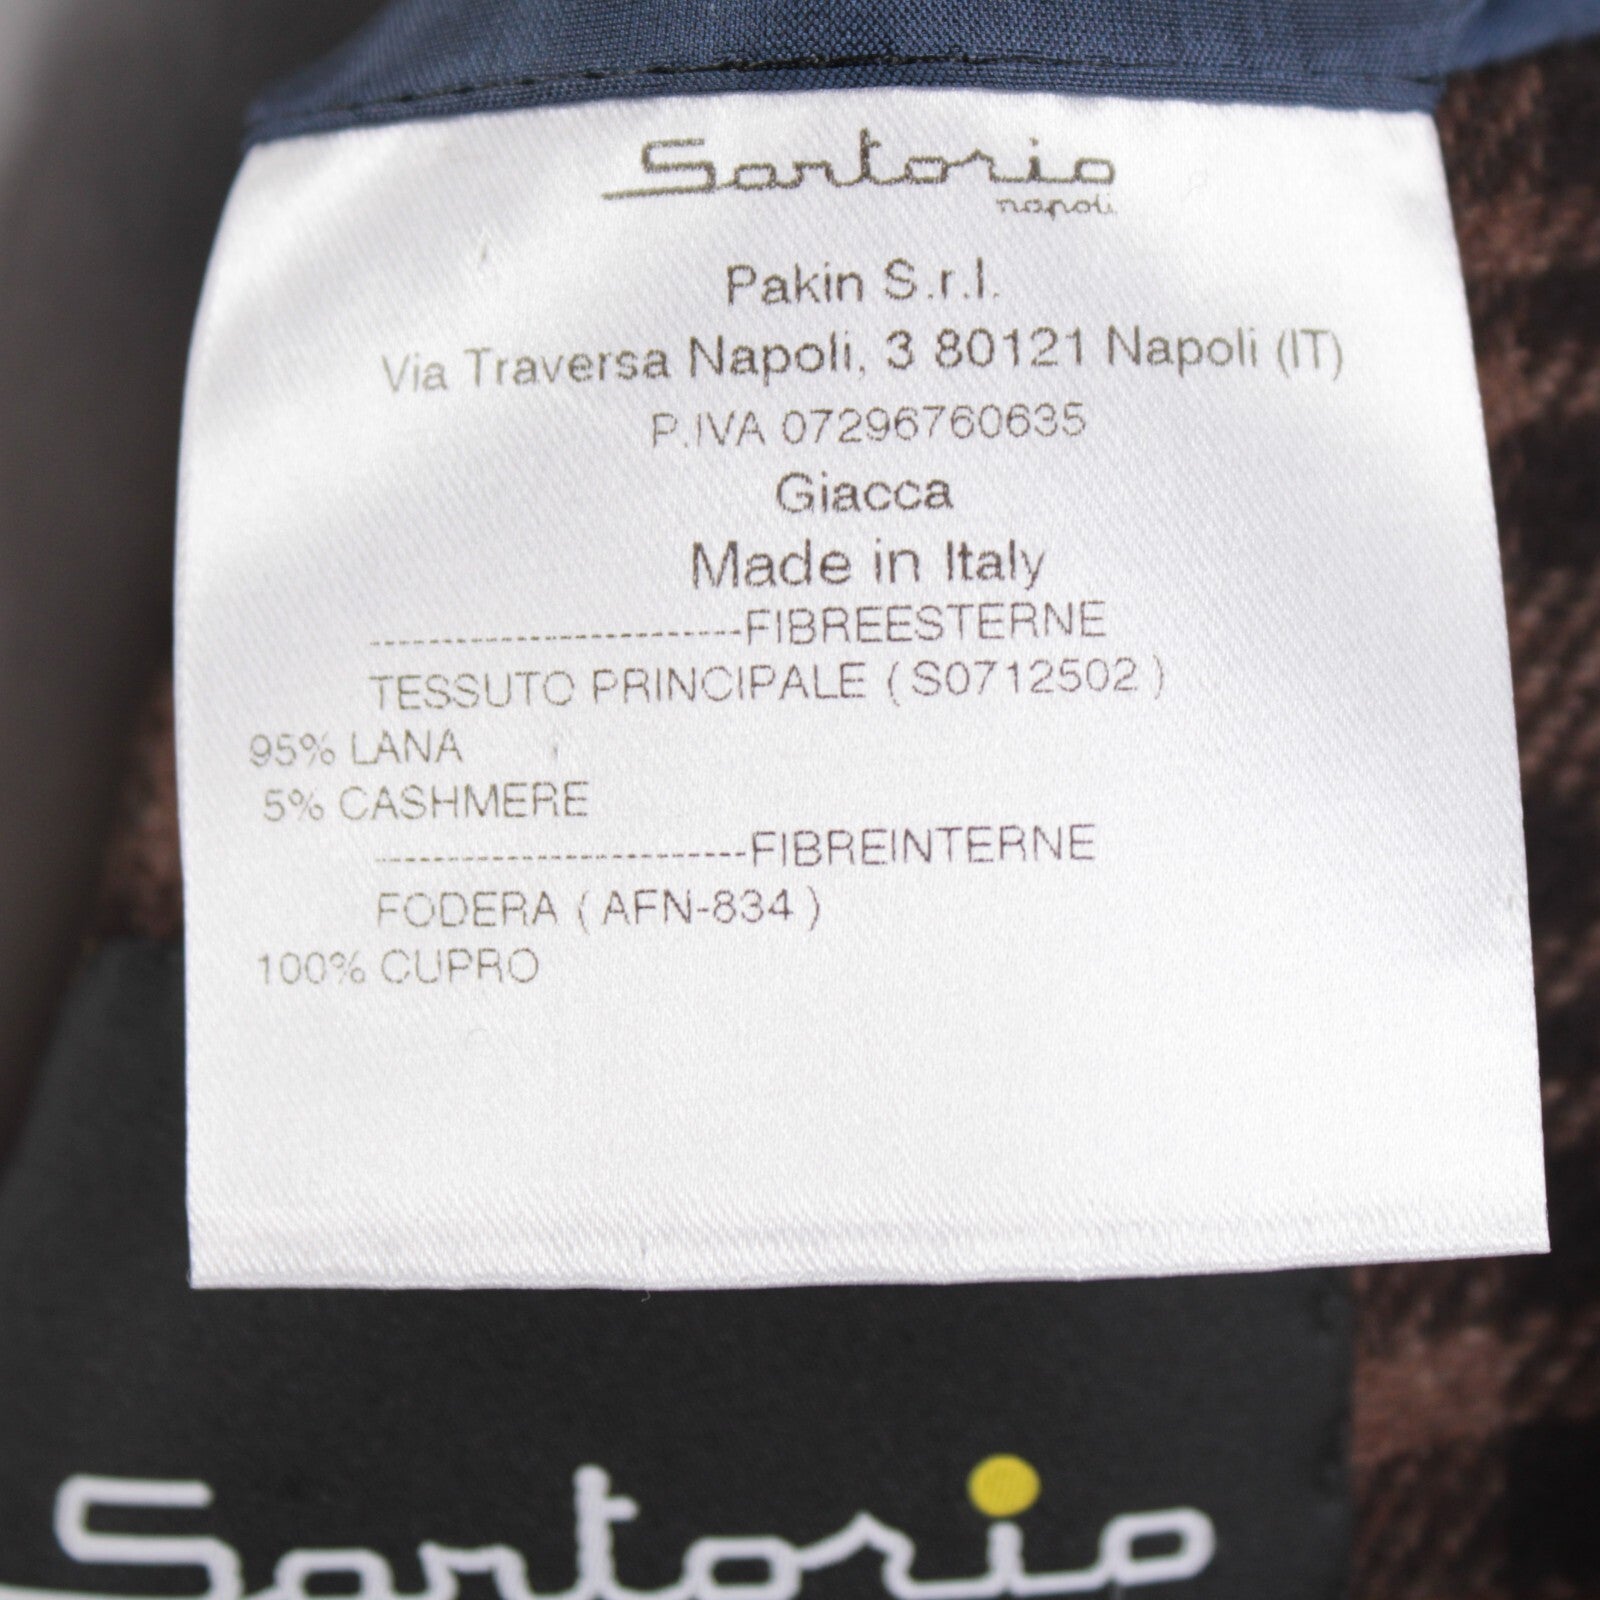 Sartorio
napoli
Pakin S.r.l.
Via Traversa Napoli, 3 80121 Napoli (IT)
P.IVA 07296760635
Giacca
Made in Italy
-------------------------FIBREESTERNE
TESSUTO PRINCIPALE ( S0712502 )
95% LANA
5% CASHMERE
-------------------------FIBREINTERNE
FODERA ( AFN-834 )
100% CUPRO
Sartorio